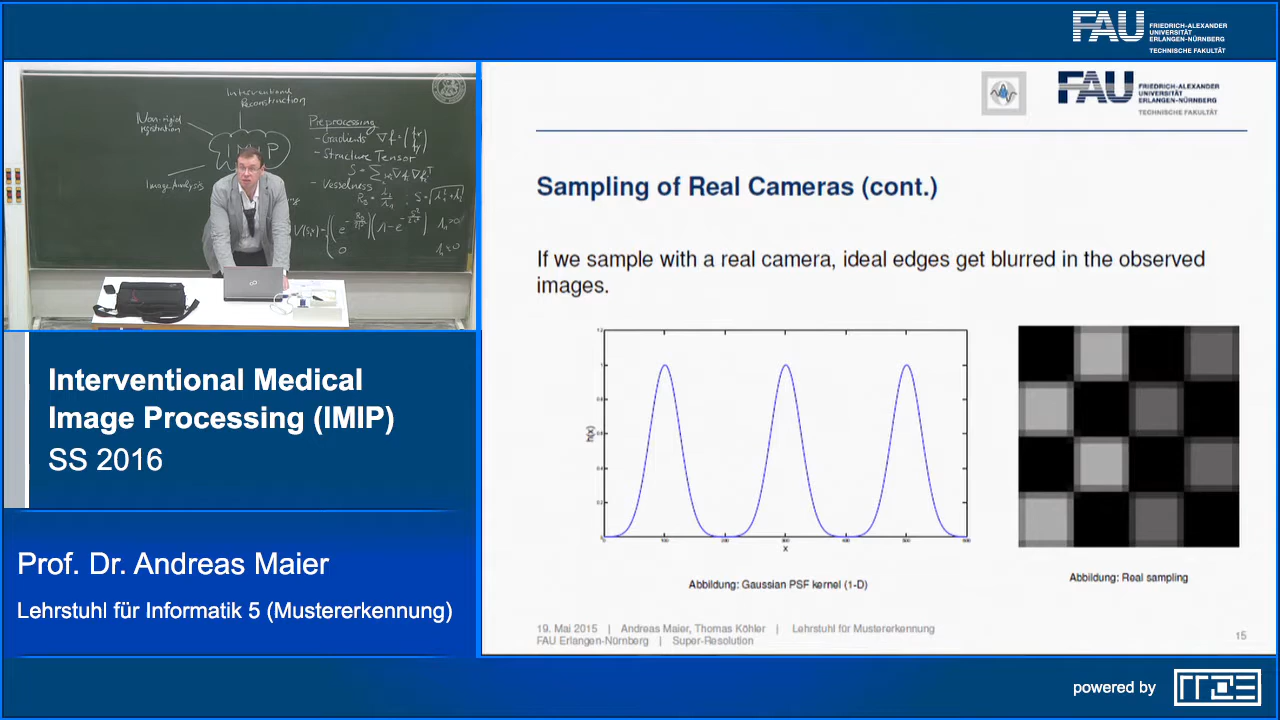 FAU FRIEDRICH-ALEXANDER
UNIVERSITÄT
ERLANGEN-NÜRNBERG
TECHNISCHE FAKULTÄT
Interventional
Reconstruction
Non-rigid
registration
IMIP
Image Analysis
Preprocessing
- Gradients
- Structure Tensor
- Vesselness
FAU FRIEDRICH-ALEXANDER
UNIVERSITÄT
ERLANGEN-NÜRNBERG
TECHNISCHE FAKULTÄT
Sampling of Real Cameras (cont.)
If we sample with a real camera, ideal edges get blurred in the observed
images.
h(x)
x
Abbildung: Gaussian PSF kernel (1-D)
Abbildung: Real sampling
19. Mai 2015 | Andreas Maier, Thomas Köhler | Lehrstuhl für Mustererkennung
FAU Erlangen-Nürnberg | Super-Resolution
15
Interventional Medical
Image Processing (IMIP)
SS 2016
Prof. Dr. Andreas Maier
Lehrstuhl für Informatik 5 (Mustererkennung)
powered by